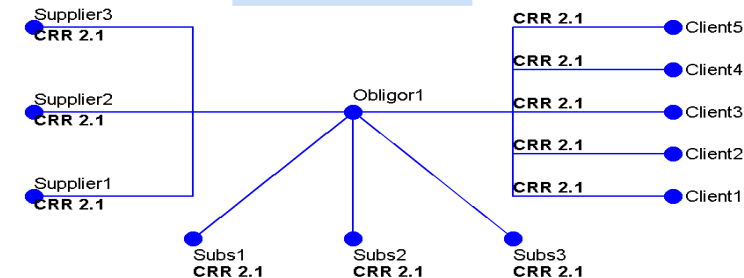 Supplier3
CRR 2.1
CRR 2.1
Client5
CRR 2.1
Client4
Obligor1
Supplier2
CRR 2.1
CRR 2.1
Client3
CRR 2.1
Client2
Supplier1
CRR 2.1
CRR 2.1
Client1
Subs1
CRR 2.1
Subs2
CRR 2.1
Subs3
CRR 2.1